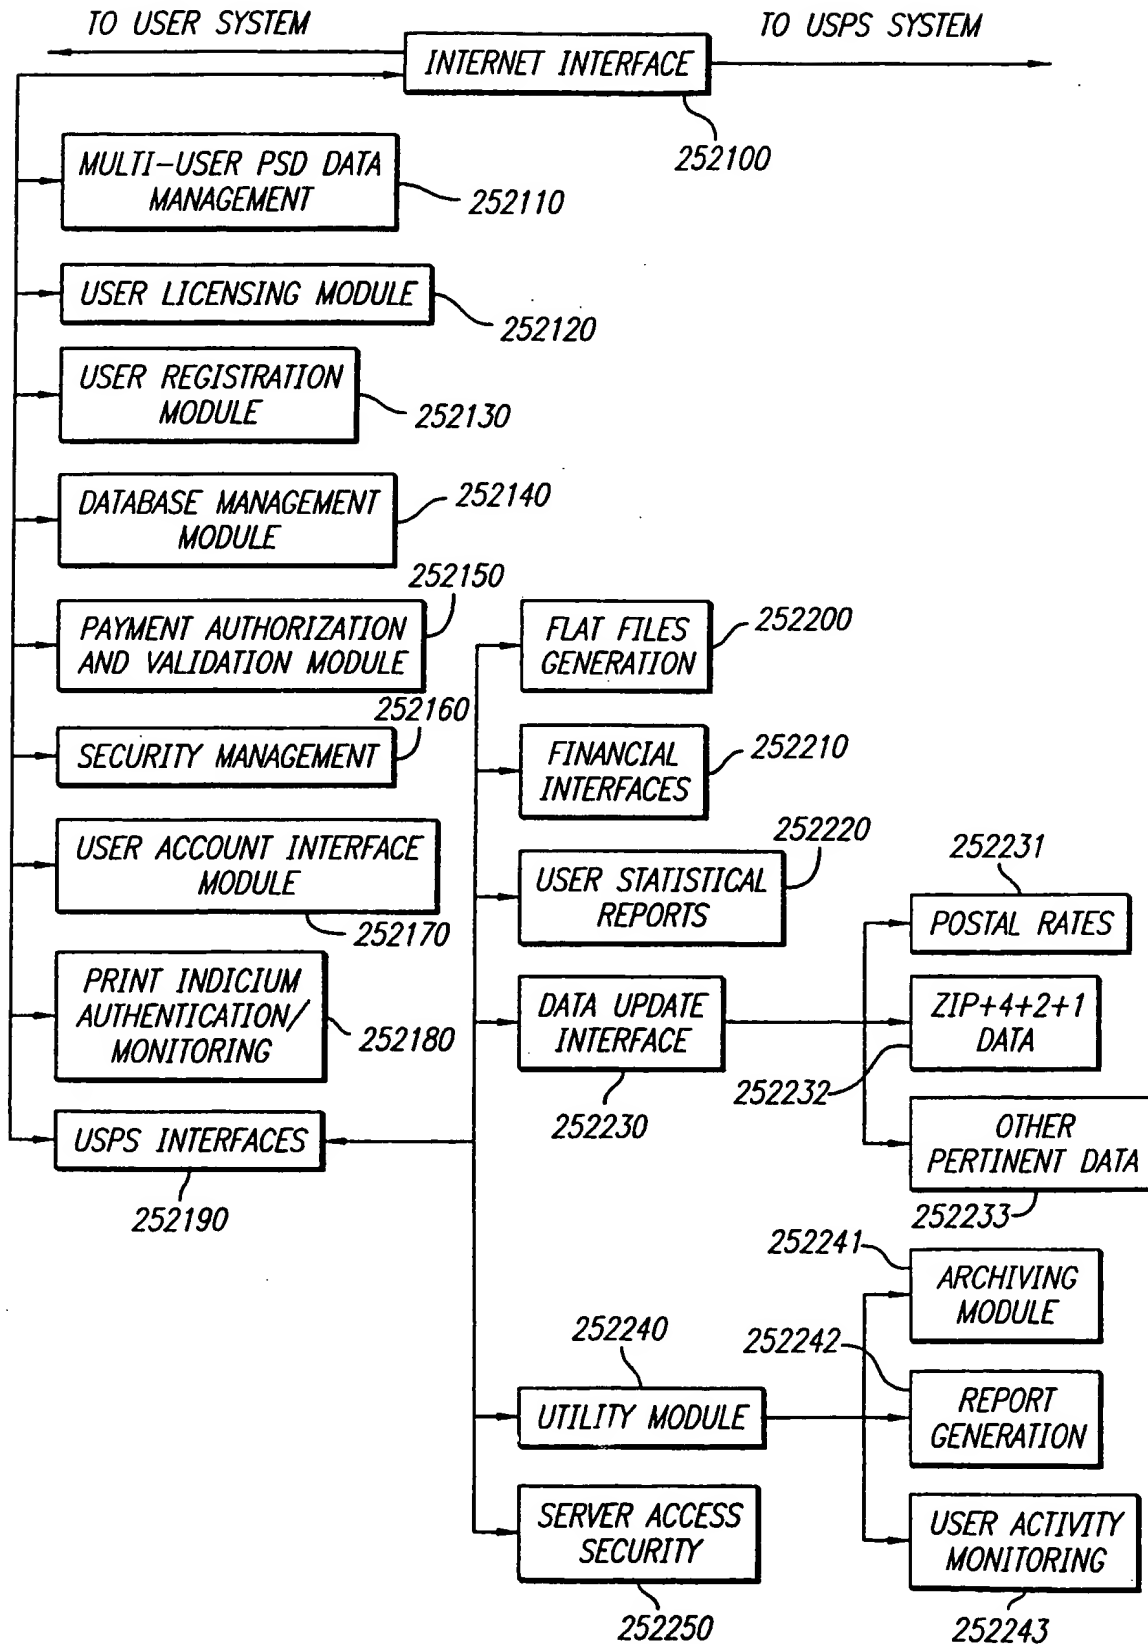 TO USER SYSTEM
TO USPS SYSTEM
INTERNET INTERFACE
252100
MULTI-USER PSD DATA
MANAGEMENT
252110
USER LICENSING MODULE
252120
USER REGISTRATION
MODULE
252130
DATABASE MANAGEMENT
MODULE
252140
252150
PAYMENT AUTHORIZATION
AND VALIDATION MODULE
252160
SECURITY MANAGEMENT
USER ACCOUNT INTERFACE
MODULE
252170
PRINT INDICIUM
AUTHENTICATION/
MONITORING
252180
USPS INTERFACES
252190
FLAT FILES
GENERATION
252200
FINANCIAL
INTERFACES
252210
252220
USER STATISTICAL
REPORTS
DATA UPDATE
INTERFACE
252230
252231
POSTAL RATES
ZIP+4+2+1
DATA
252232
OTHER
PERTINENT DATA
252233
252240
UTILITY MODULE
252241
ARCHIVING
MODULE
252242
REPORT
GENERATION
USER ACTIVITY
MONITORING
252243
SERVER ACCESS
SECURITY
252250